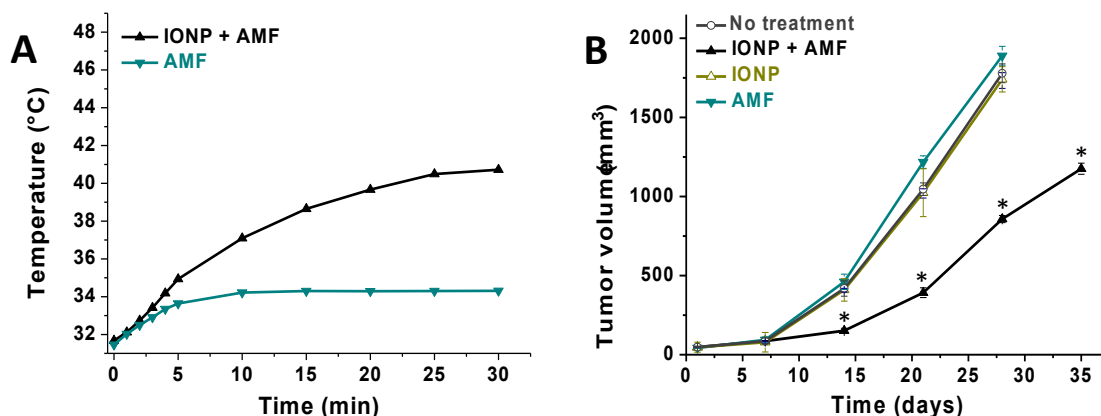 A
IONP + AMF
AMF
Temperature (°C)
48
46
44
42
40
38
36
34
32
0 5 10 15 20 25 30
Time (min)
B
No treatment
IONP + AMF
IONP
AMF
Tumor volume(mm³)
2000
1500
1000
500
0
* * * *
0 5 10 15 20 25 30 35
Time (days)